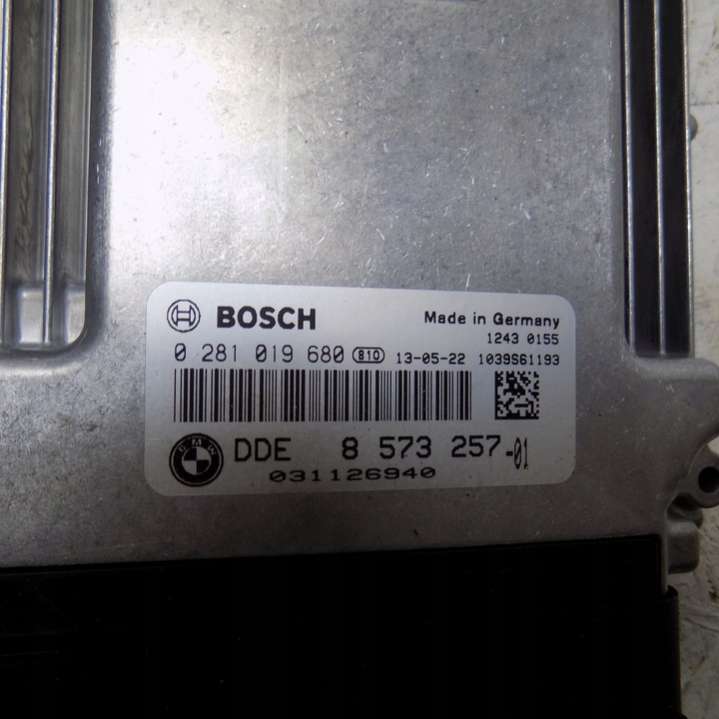 BOSCH Made in Germany
1243 0155
0 281 019 680 810 13-05-22 1039S61193
BMW DDE 8 573 257-01
031126940